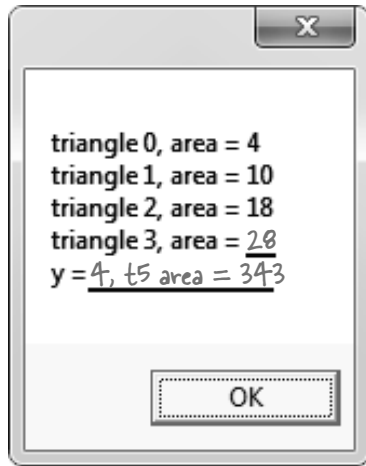 triangle 0, area = 4
triangle 1, area = 10
triangle 2, area = 18
triangle 3, area = 28
y = 4, t5 area = 343
OK